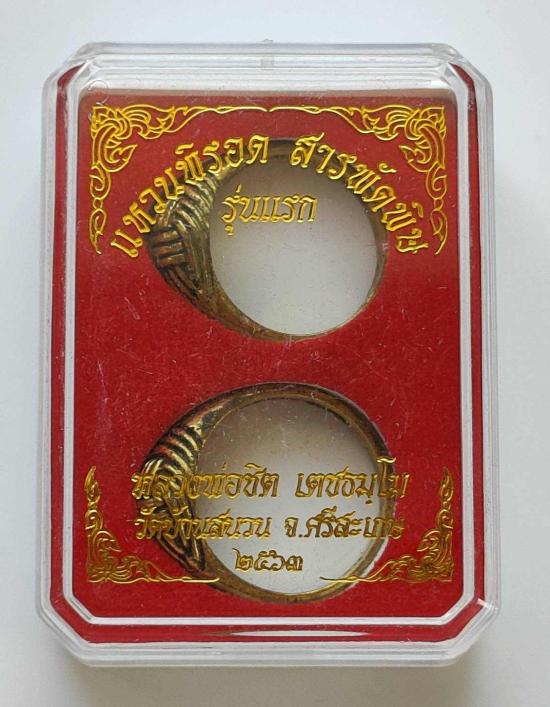 แหวนพิรอด สารพัดพิษ
รุ่นแรก
หลวงพ่อชิต เตชธมฺโม
วัดบ้านสนวน จ.ศรีสะเกษ
๒๕๖๓